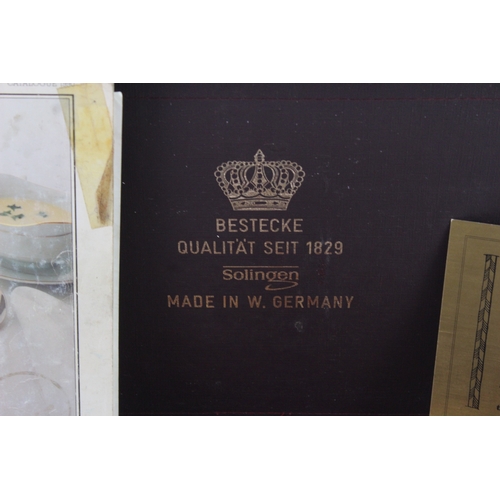 BESTECKE
QUALITÄT SEIT 1829
Solingen
MADE IN W. GERMANY